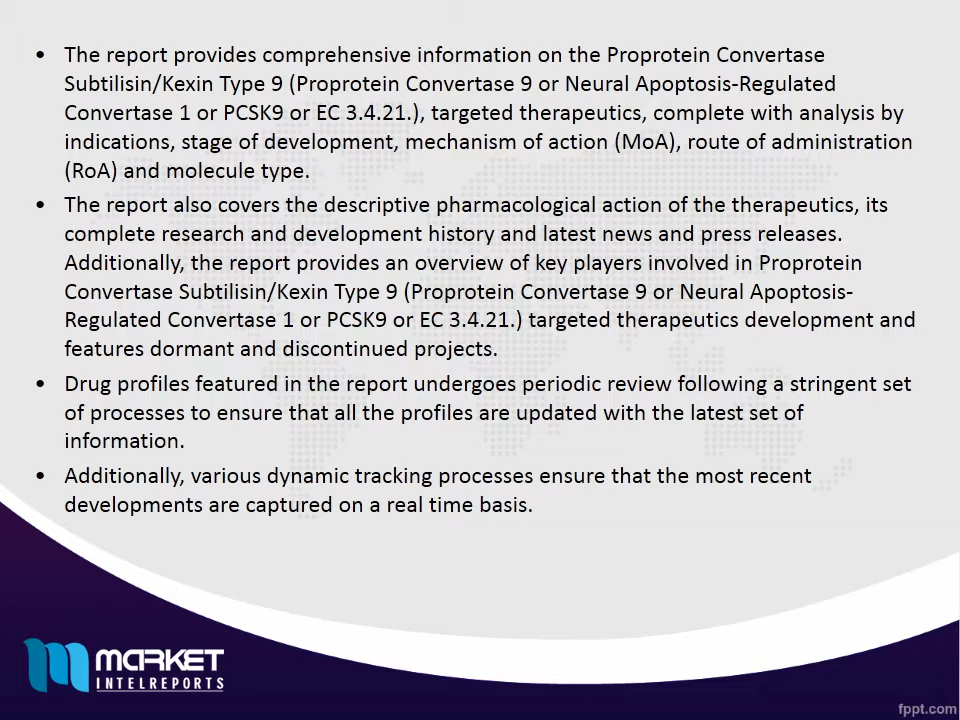 • The report provides comprehensive information on the Proprotein Convertase
Subtilisin/Kexin Type 9 (Proprotein Convertase 9 or Neural Apoptosis-Regulated
Convertase 1 or PCSK9 or EC 3.4.21.), targeted therapeutics, complete with analysis by
indications, stage of development, mechanism of action (MoA), route of administration
(RoA) and molecule type.
• The report also covers the descriptive pharmacological action of the therapeutics, its
complete research and development history and latest news and press releases.
Additionally, the report provides an overview of key players involved in Proprotein
Convertase Subtilisin/Kexin Type 9 (Proprotein Convertase 9 or Neural Apoptosis-
Regulated Convertase 1 or PCSK9 or EC 3.4.21.) targeted therapeutics development and
features dormant and discontinued projects.
• Drug profiles featured in the report undergoes periodic review following a stringent set
of processes to ensure that all the profiles are updated with the latest set of
information.
• Additionally, various dynamic tracking processes ensure that the most recent
developments are captured on a real time basis.
MARKET
INTELREPORTS
fppt.com